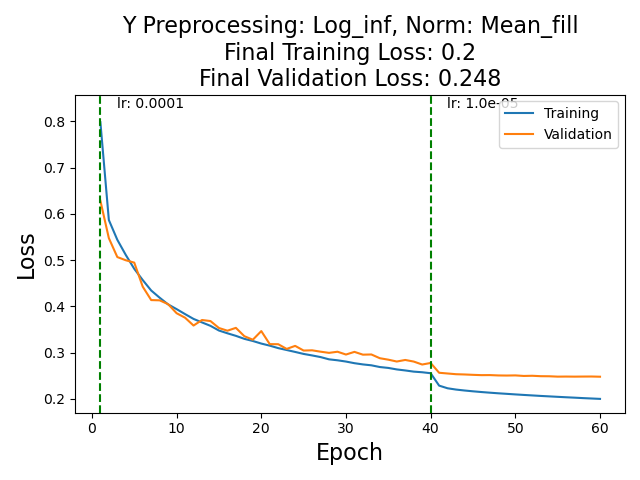 Y Preprocessing: Log_inf, Norm: Mean_fill
Final Training Loss: 0.2
Final Validation Loss: 0.248
lr: 0.0001
lr: 1.0e-05
Training
Validation
0.8
0.7
0.6
0.5
0.4
0.3
0.2
Loss
0
10
20
30
40
50
60
Epoch